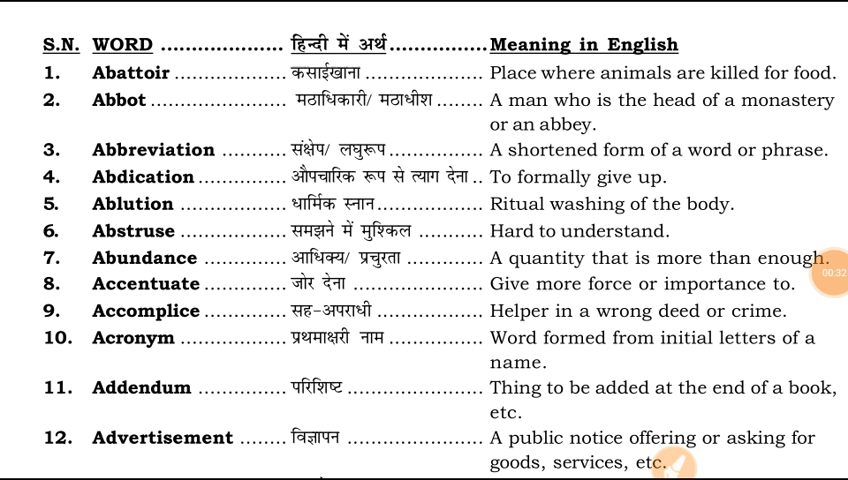 S.N. WORD .................... हिन्दी में अर्थ ................ Meaning in English
1. Abattoir .................. कसाईखाना .................... Place where animals are killed for food.
2. Abbot ...................... मठाधिकारी/ मठाधीश ........ A man who is the head of a monastery
or an abbey.
3. Abbreviation ........... संक्षेप/ लघुरूप ................ A shortened form of a word or phrase.
4. Abdication .............. औपचारिक रूप से त्याग देना .. To formally give up.
5. Ablution .................. धार्मिक स्नान .................. Ritual washing of the body.
6. Abstruse .................. समझने में मुश्किल ........... Hard to understand.
7. Abundance ............. आधिक्य/ प्रचुरता ............. A quantity that is more than enough.
8. Accentuate ............. जोर देना ...................... Give more force or importance to.
9. Accomplice ............. सह-अपराधी .................. Helper in a wrong deed or crime.
10. Acronym .................. प्रथमाक्षरी नाम ................ Word formed from initial letters of a
name.
11. Addendum ............... परिशिष्ट ....................... Thing to be added at the end of a book,
etc.
12. Advertisement ........ विज्ञापन ....................... A public notice offering or asking for
goods, services, etc.
00:32